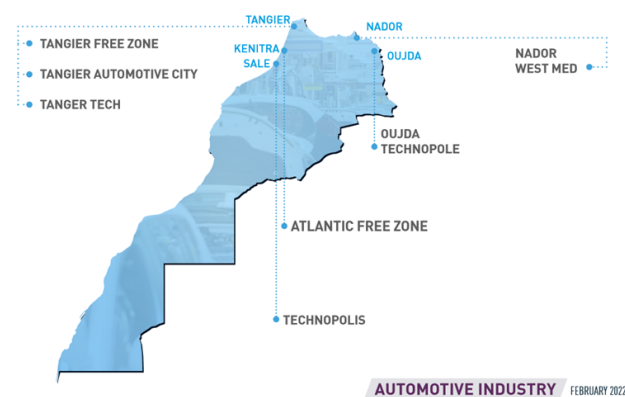 TANGIER
NADOR
KENITRA
OUJDA
SALE
TANGIER FREE ZONE
TANGIER AUTOMOTIVE CITY
TANGER TECH
NADOR
WEST MED
OUJDA
TECHNOPOLE
ATLANTIC FREE ZONE
TECHNOPOLIS
AUTOMOTIVE INDUSTRY FEBRUARY 2022